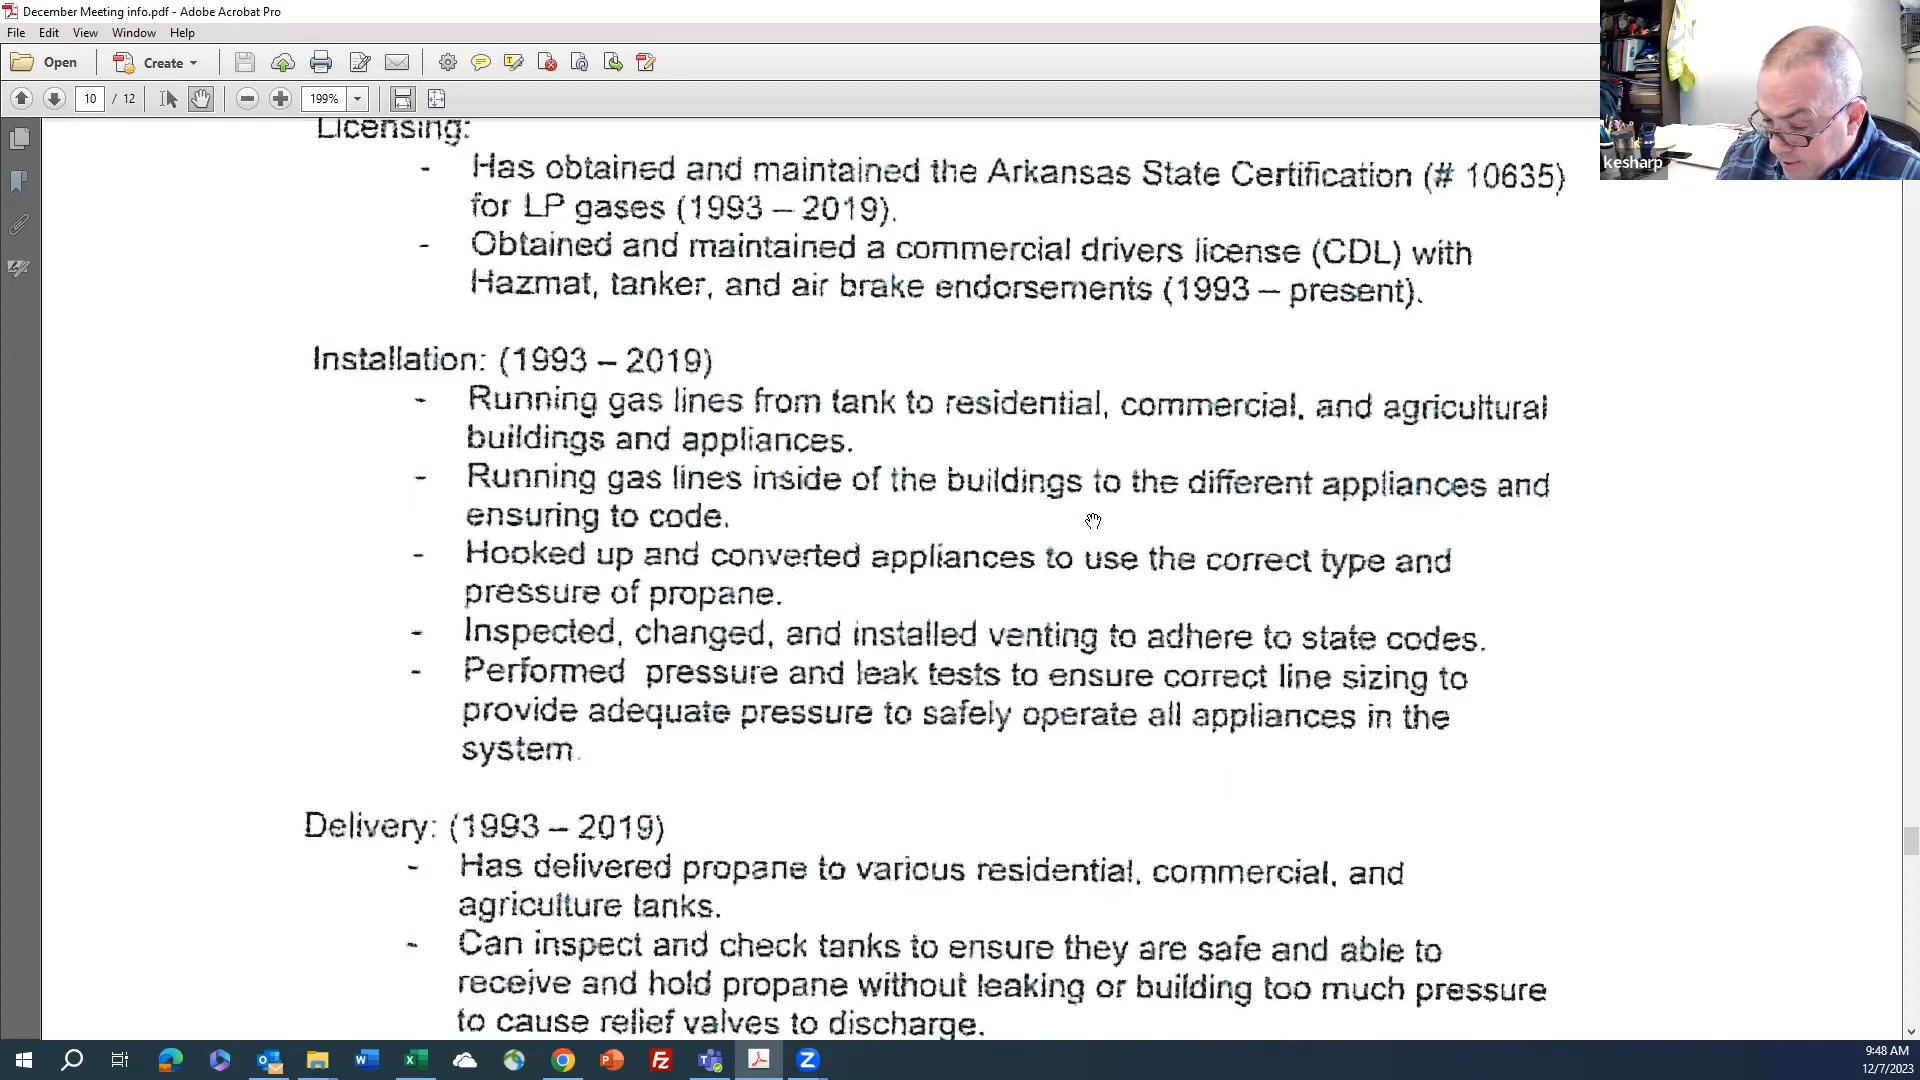 December Meeting info.pdf - Adobe Acrobat Pro
File Edit View Window Help
Open Create
10 / 12 199%
kesharp
Licensing:
- Has obtained and maintained the Arkansas State Certification (# 10635)
for LP gases (1993 – 2019).
- Obtained and maintained a commercial drivers license (CDL) with
Hazmat, tanker, and air brake endorsements (1993 – present).
Installation: (1993 – 2019)
- Running gas lines from tank to residential, commercial, and agricultural
buildings and appliances.
- Running gas lines inside of the buildings to the different appliances and
ensuring to code.
- Hooked up and converted appliances to use the correct type and
pressure of propane.
- Inspected, changed, and installed venting to adhere to state codes.
- Performed pressure and leak tests to ensure correct line sizing to
provide adequate pressure to safely operate all appliances in the
system.
Delivery: (1993 – 2019)
- Has delivered propane to various residential, commercial, and
agriculture tanks.
- Can inspect and check tanks to ensure they are safe and able to
receive and hold propane without leaking or building too much pressure
to cause relief valves to discharge.
9:48 AM
12/7/2023